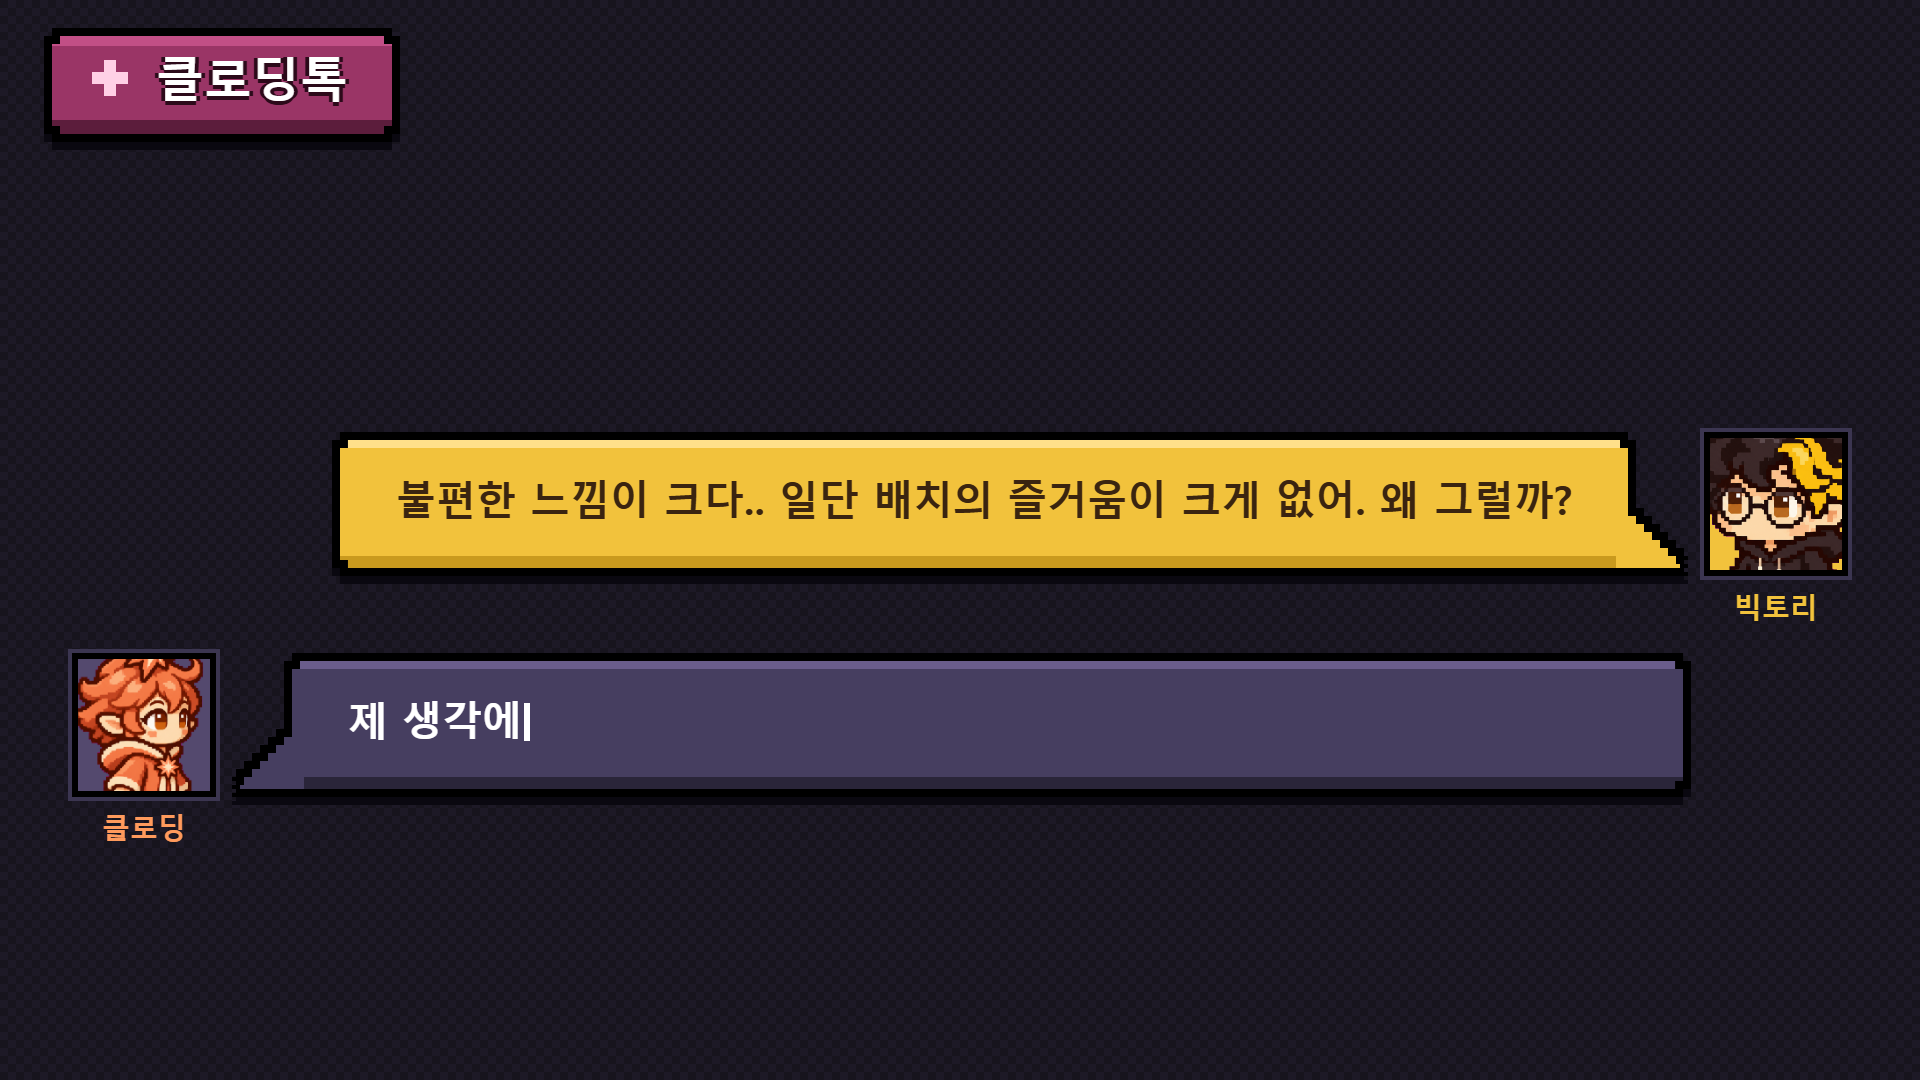 클로딩톡
불편한 느낌이 크다.. 일단 배치의 즐거움이 크게 없어. 왜 그럴까?
빅토리
제 생각에
클로딩